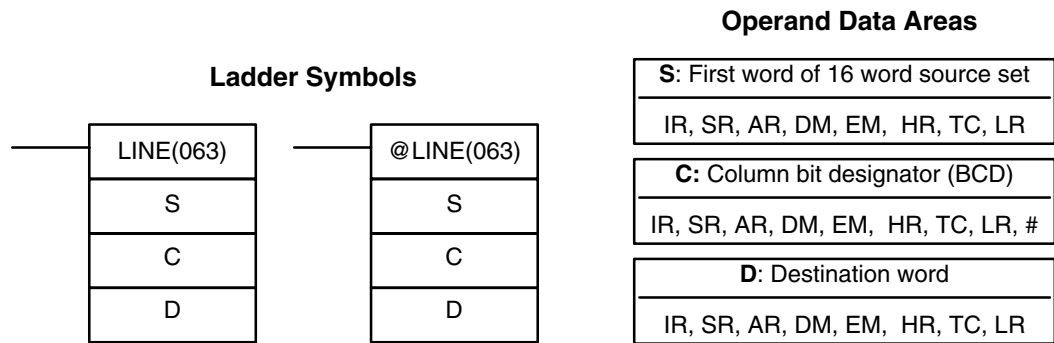 Ladder Symbols
LINE(063)
S
C
D
@LINE(063)
S
C
D
Operand Data Areas
S: First word of 16 word source set
IR, SR, AR, DM, EM, HR, TC, LR
C: Column bit designator (BCD)
IR, SR, AR, DM, EM, HR, TC, LR, #
D: Destination word
IR, SR, AR, DM, EM, HR, TC, LR